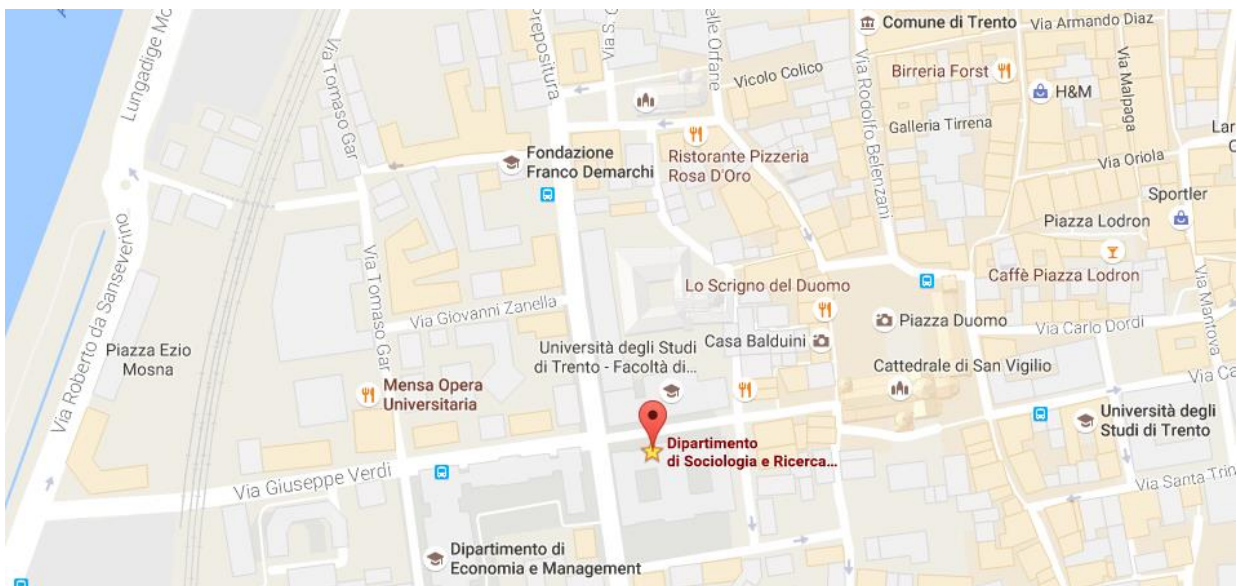 Comune di Trento
Via Armando Diaz
Via Malpaga
Birreria Forst
H&M
Galleria Tirrena
Via Oriola
Sportler
Piazza Lodron
Caffè Piazza Lodron
Via Mantova
Via Carlo Dordi
Vicolo Colico
Via Rodolfo Belenzani
elle Orfane
Via S.
Prepositura
Via Tomaso Gar
Lungadige Mo
Fondazione
Franco Demarchi
Ristorante Pizzeria
Rosa D'Oro
Lo Scrigno del Duomo
Piazza Duomo
Casa Balduini
Cattedrale di San Vigilio
Università degli Studi
di Trento - Facoltà di...
Via Giovanni Zanella
Via Tomaso Gar
Via Roberto da Sanseverino
Piazza Ezio
Mosna
Mensa Opera
Universitaria
Dipartimento
di Sociologia e Ricerca...
Università degli
Studi di Trento
Via Ca
Via Santa Trin
Via Giuseppe Verdi
Dipartimento di
Economia e Management